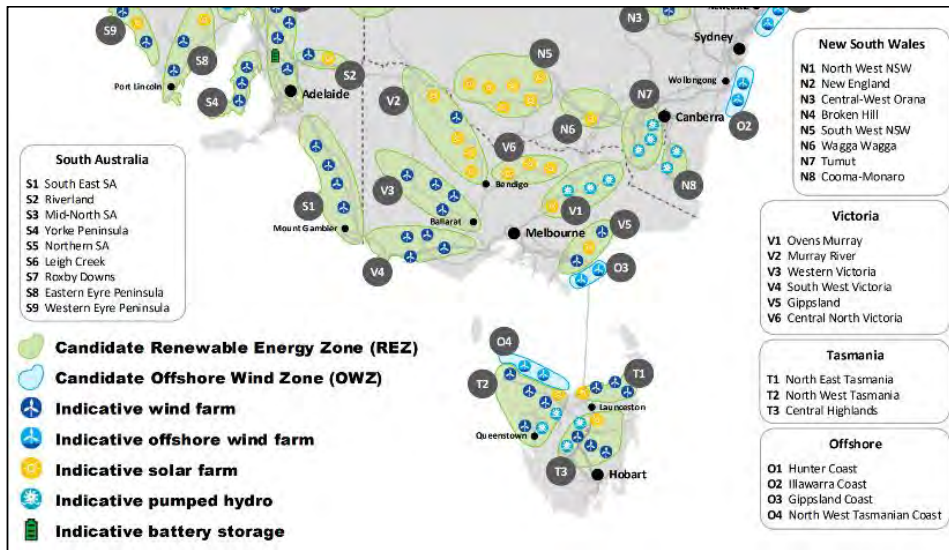 S9
S8
Port Lincoln
S4
Adelaide
S2
V2
N5
N3
Sydney
Wollongong
N7
Canberra
O2
N6
V6
N8
Bendigo
V3
S1
Mount Gambier
Ballarat
V1
V5
Melbourne
V4
O3
O4
T2
T1
Launceston
Queenstown
T3
Hobart
South Australia
S1 South East SA
S2 Riverland
S3 Mid-North SA
S4 Yorke Peninsula
S5 Northern SA
S6 Leigh Creek
S7 Roxby Downs
S8 Eastern Eyre Peninsula
S9 Western Eyre Peninsula
Candidate Renewable Energy Zone (REZ)
Candidate Offshore Wind Zone (OWZ)
Indicative wind farm
Indicative offshore wind farm
Indicative solar farm
Indicative pumped hydro
Indicative battery storage
New South Wales
N1 North West NSW
N2 New England
N3 Central-West Orana
N4 Broken Hill
N5 South West NSW
N6 Wagga Wagga
N7 Tumut
N8 Cooma-Monaro
Victoria
V1 Ovens Murray
V2 Murray River
V3 Western Victoria
V4 South West Victoria
V5 Gippsland
V6 Central North Victoria
Tasmania
T1 North East Tasmania
T2 North West Tasmania
T3 Central Highlands
Offshore
O1 Hunter Coast
O2 Illawarra Coast
O3 Gippsland Coast
O4 North West Tasmanian Coast